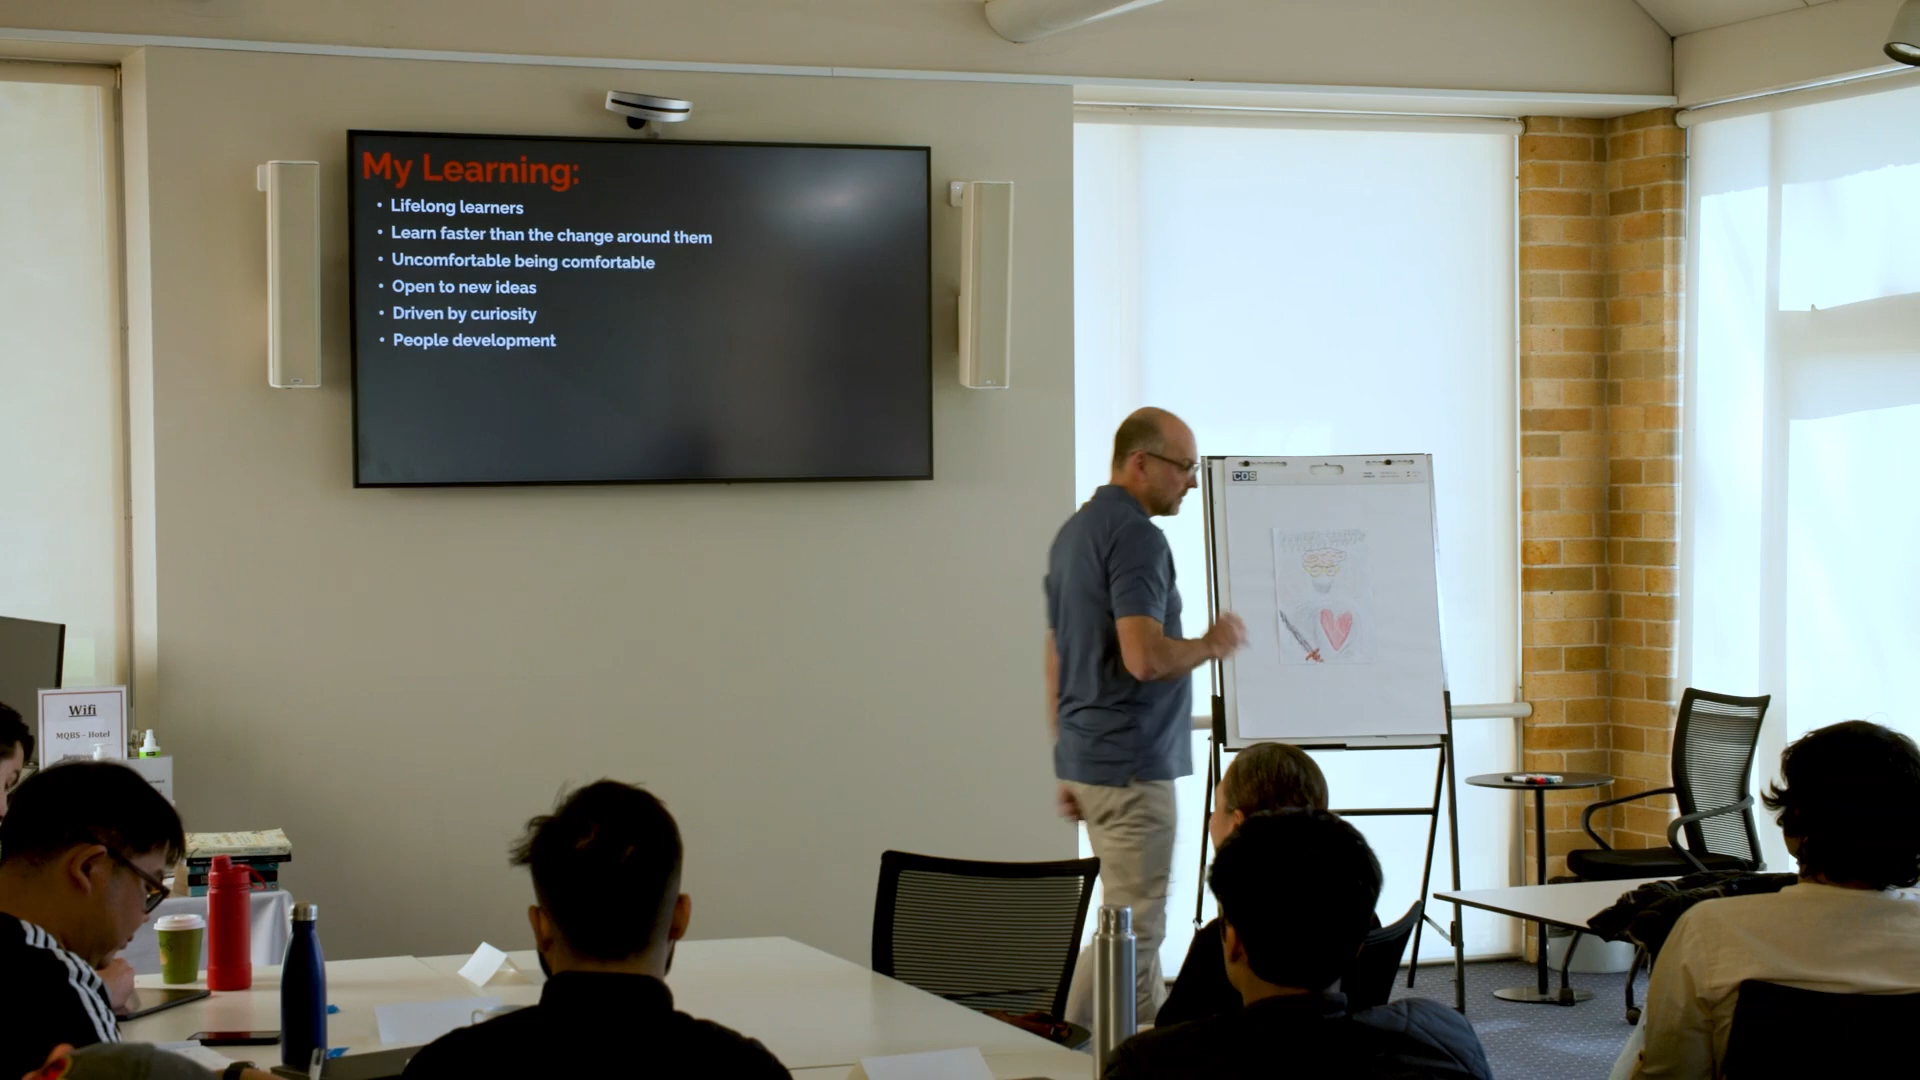 My Learning:
• Lifelong learners
• Learn faster than the change around them
• Uncomfortable being comfortable
• Open to new ideas
• Driven by curiosity
• People development
COS
Wifi
MQBS – Hotel